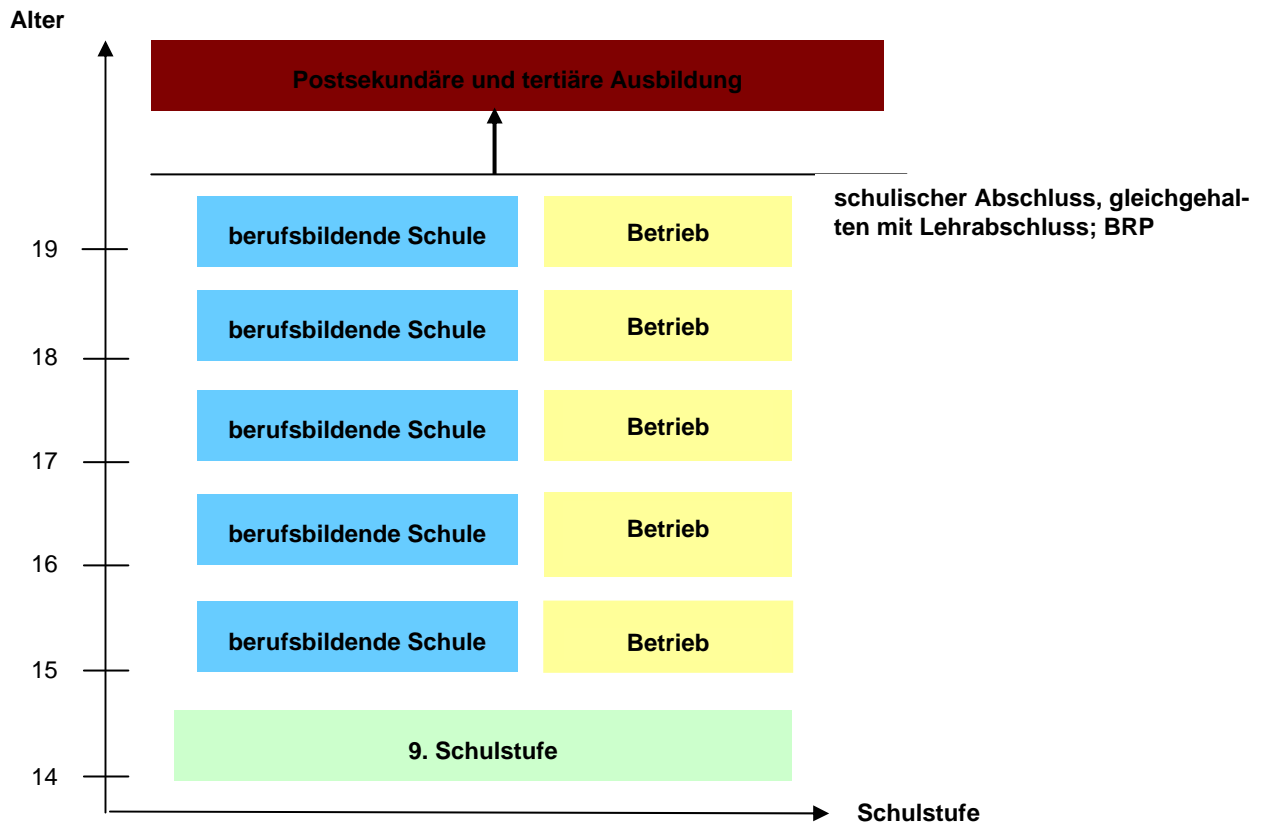 Alter
Postsekundäre und tertiäre Ausbildung
schulischer Abschluss, gleichgehal-
ten mit Lehrabschluss; BRP
19
berufsbildende Schule
Betrieb
18
berufsbildende Schule
Betrieb
17
berufsbildende Schule
Betrieb
16
berufsbildende Schule
Betrieb
15
berufsbildende Schule
Betrieb
14
9. Schulstufe
Schulstufe